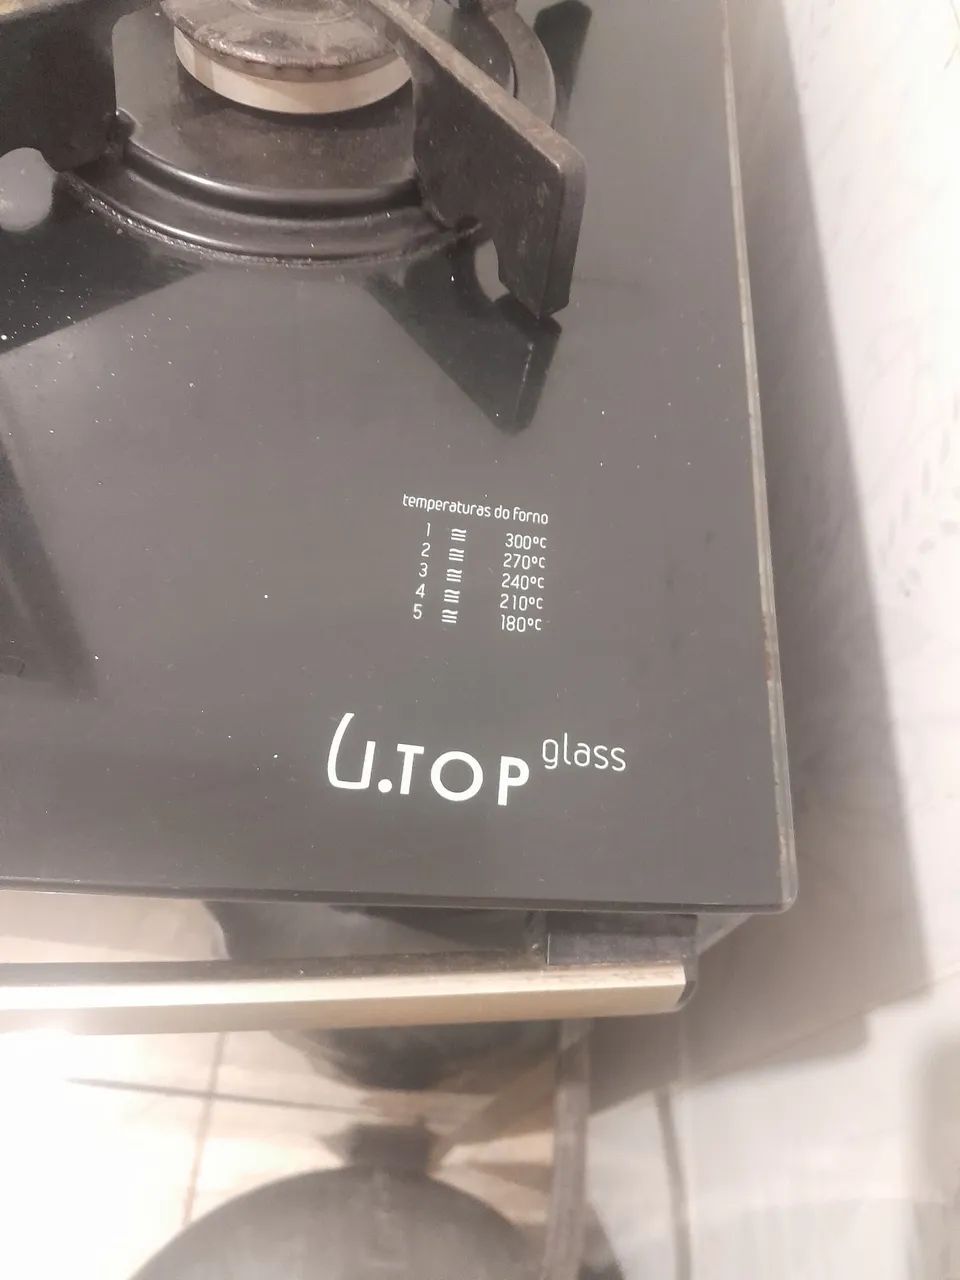 temperaturas do forno
1 ≅ 300ºC
2 ≅ 270ºC
3 ≅ 240ºC
4 ≅ 210ºC
5 ≅ 180ºC
U.TOP glass